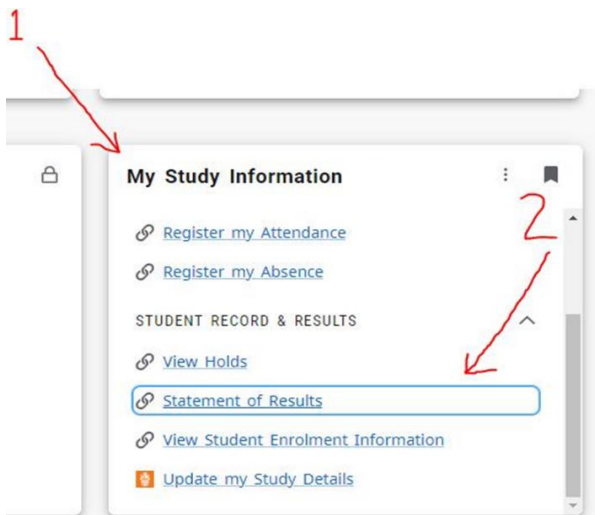 1
My Study Information
2
Register my Attendance
Register my Absence
STUDENT RECORD & RESULTS
View Holds
Statement of Results
View Student Enrolment Information
Update my Study Details